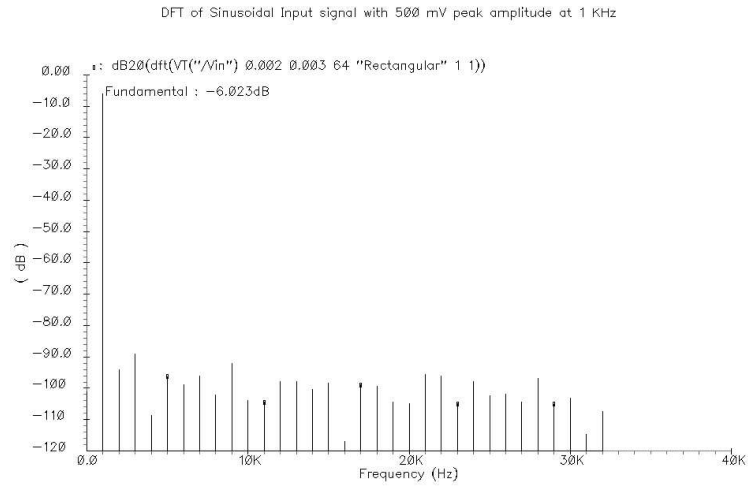 DFT of Sinusoidal Input signal with 500 mV peak amplitude at 1 KHz
: dB20(dft(VT("/Vin") 0.002 0.003 64 "Rectangular" 1 1))
Fundamental : -6.023dB
0.00
-10.0
-20.0
-30.0
-40.0
-50.0
-60.0
-70.0
-80.0
-90.0
-100
-110
-120
( dB )
0.0
10K
20K
30K
40K
Frequency (Hz)